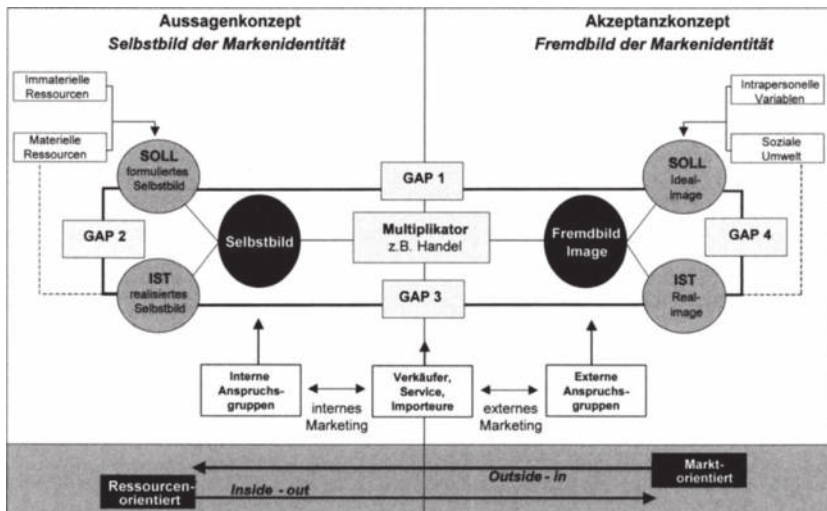 Aussagenkonzept
Selbstbild der Markenidentität
Akzeptanzkonzept
Fremdbild der Markenidentität
Immaterielle
Ressourcen
Materielle
Ressourcen
Intrapersonelle
Variablen
Soziale
Umwelt
SOLL
formuliertes
Selbstbild
GAP 1
SOLL
Ideal-
image
GAP 2
Selbstbild
Multiplikator
z.B. Handel
Fremdbild
Image
GAP 4
IST
realisiertes
Selbstbild
GAP 3
IST
Real-
image
Interne
Anspruchs-
gruppen
internes
Marketing
Verkäufer,
Service,
Importeure
externes
Marketing
Externe
Anspruchs-
gruppen
Outside - in
Markt-
orientiert
Ressourcen-
orientiert
Inside - out